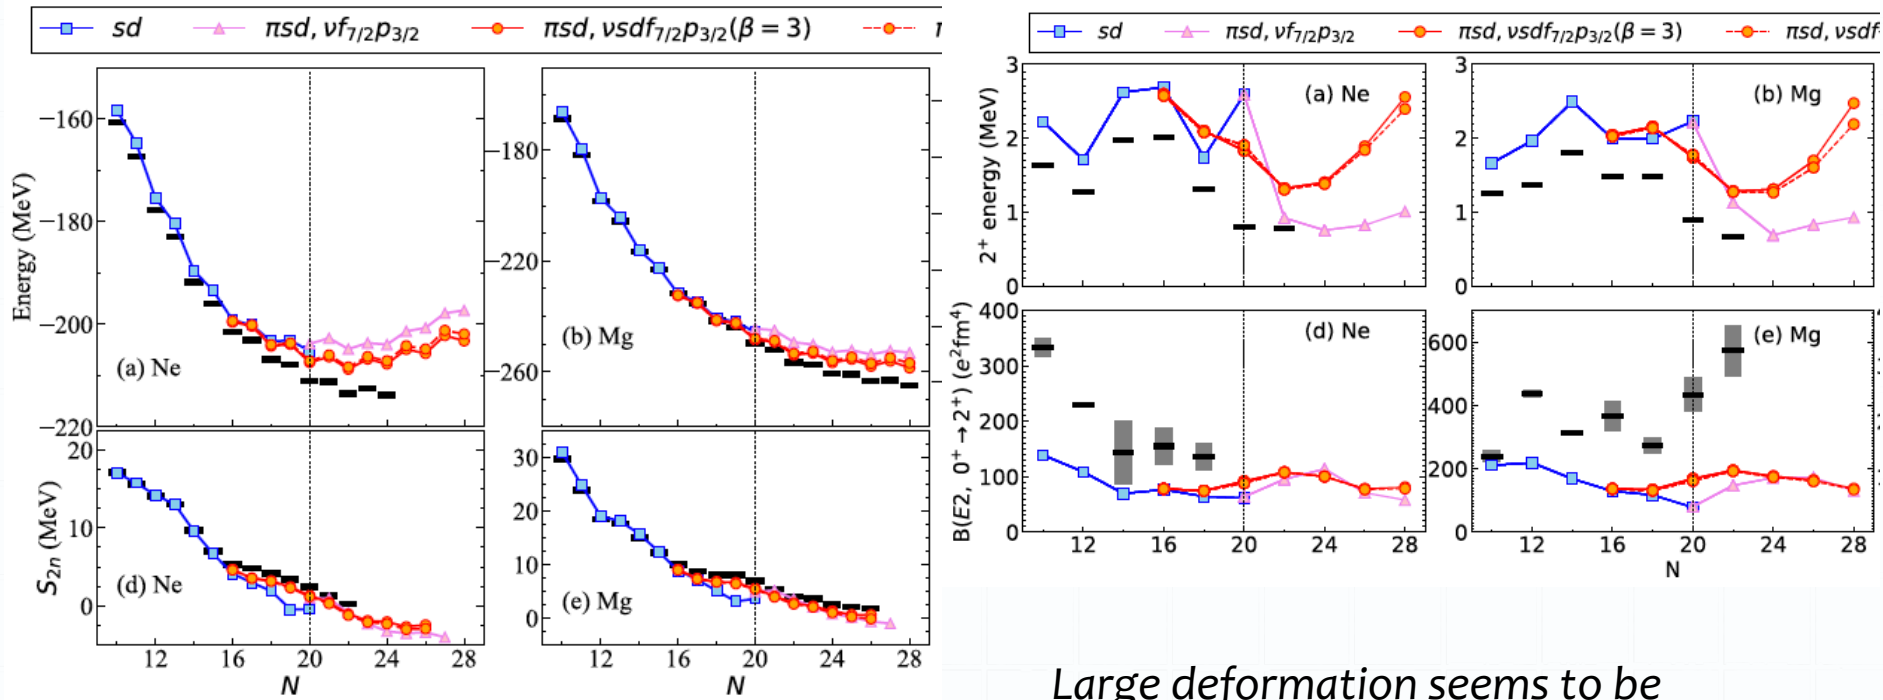 sd
πsd, νf₇/₂p₃/₂
πsd, νsdf₇/₂p₃/₂(β = 3)
π
Energy (MeV)
−160
−180
−200
−220
(a) Ne
−180
−220
−260
(b) Mg
S₂ₙ (MeV)
20
10
0
(d) Ne
30
20
10
0
(e) Mg
12 16 20 24 28
12 16 20 24 28
N
N
sd
πsd, νf₇/₂p₃/₂
πsd, νsdf₇/₂p₃/₂(β = 3)
πsd, νsdf
2⁺ energy (MeV)
3
2
1
0
(a) Ne
3
2
1
0
(b) Mg
B(E2, 0⁺ → 2⁺) (e²fm⁴)
400
300
200
100
0
(d) Ne
600
400
200
0
(e) Mg
12 16 20 24 28
12 16 20 24 28
N
Large deformation seems to be